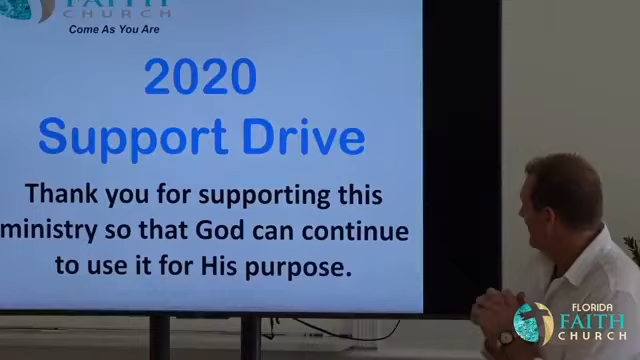 FAITH
CHURCH
Come As You Are
2020
Support Drive
Thank you for supporting this
ministry so that God can continue
to use it for His purpose.
FLORIDA
FAITH
CHURCH